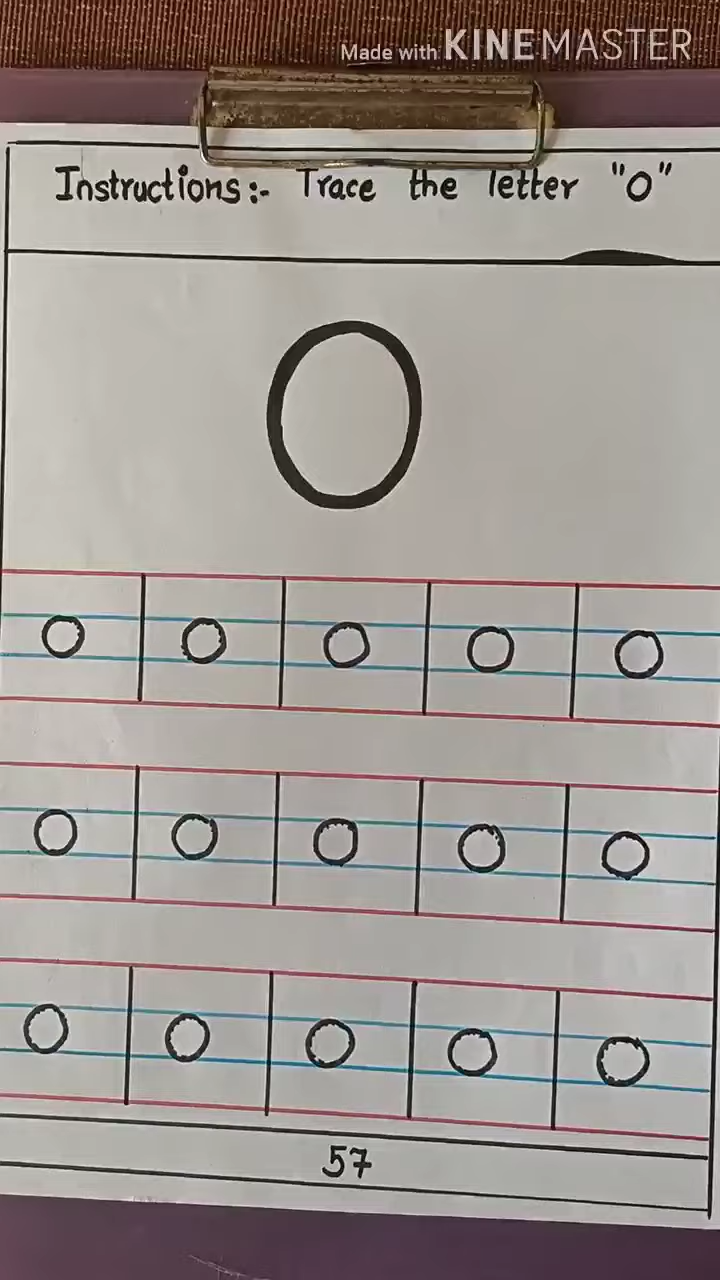 Made with KINEMASTER
Instructions:- Trace the letter "O"
O
o o o o o
o o o o o
o o o o o
57